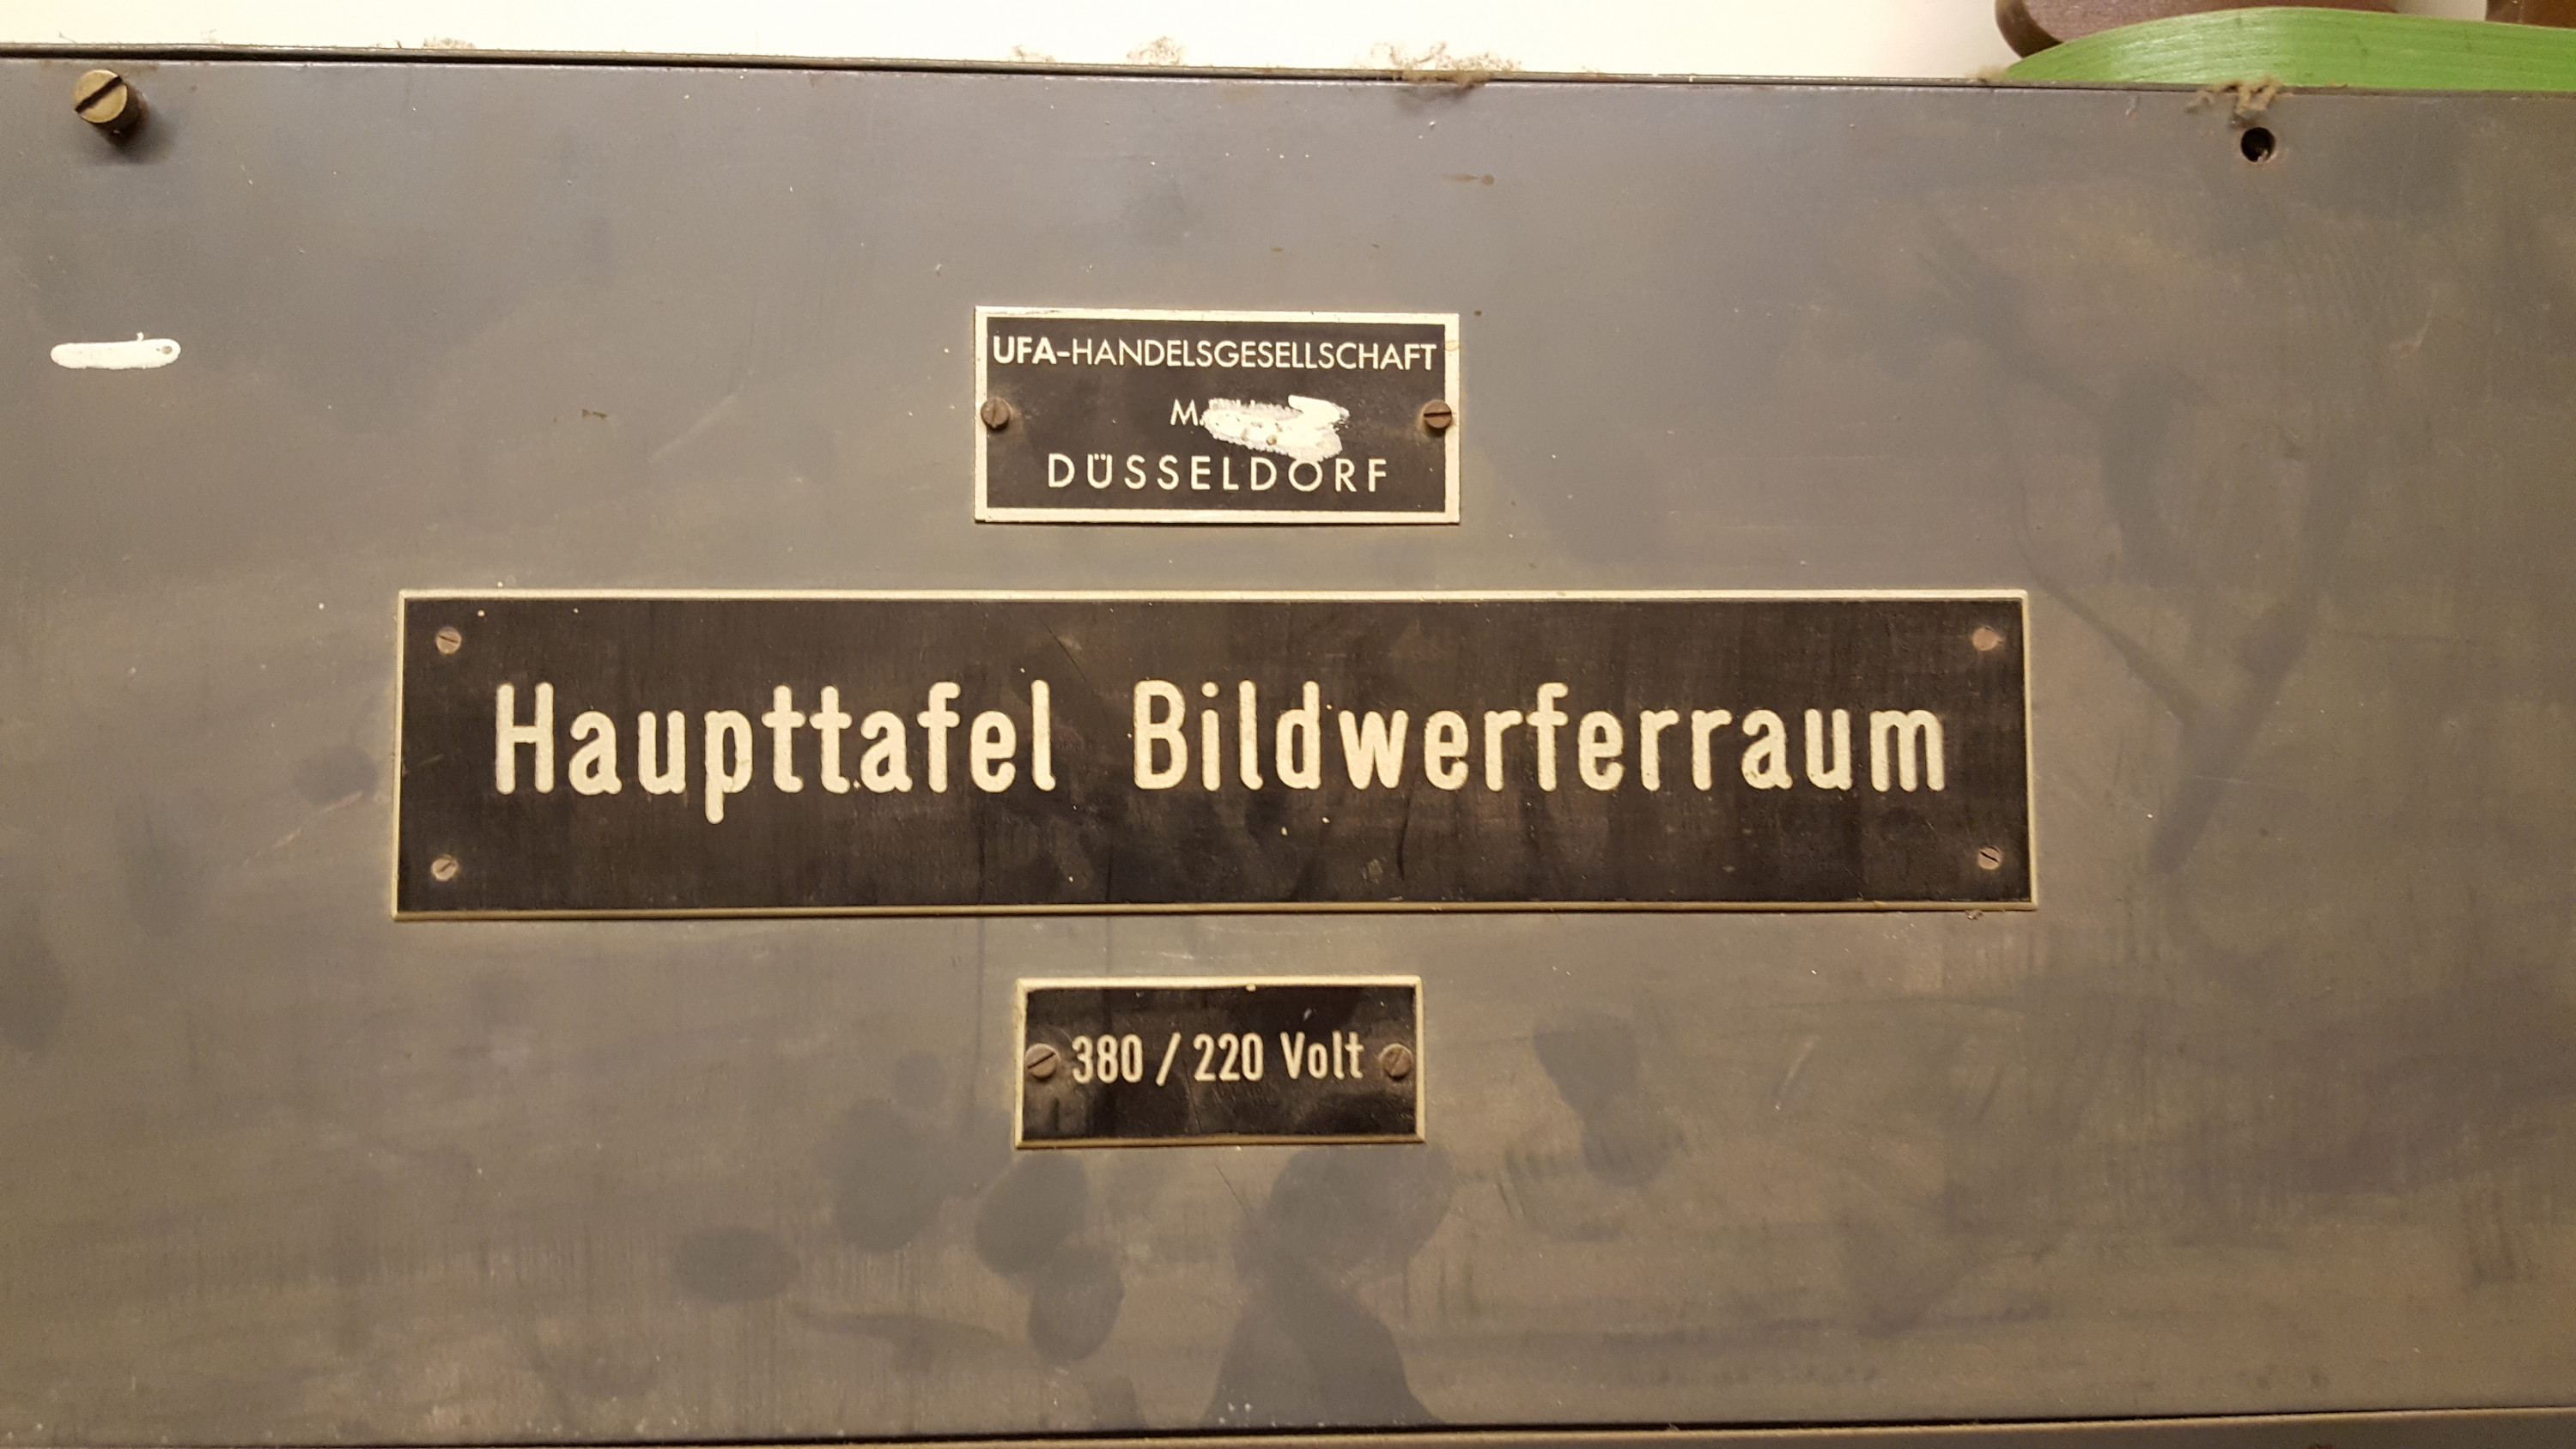 UFA-HANDELSGESELLSCHAFT
DÜSSELDORF
Haupttafel Bildwerferraum
380 / 220 Volt